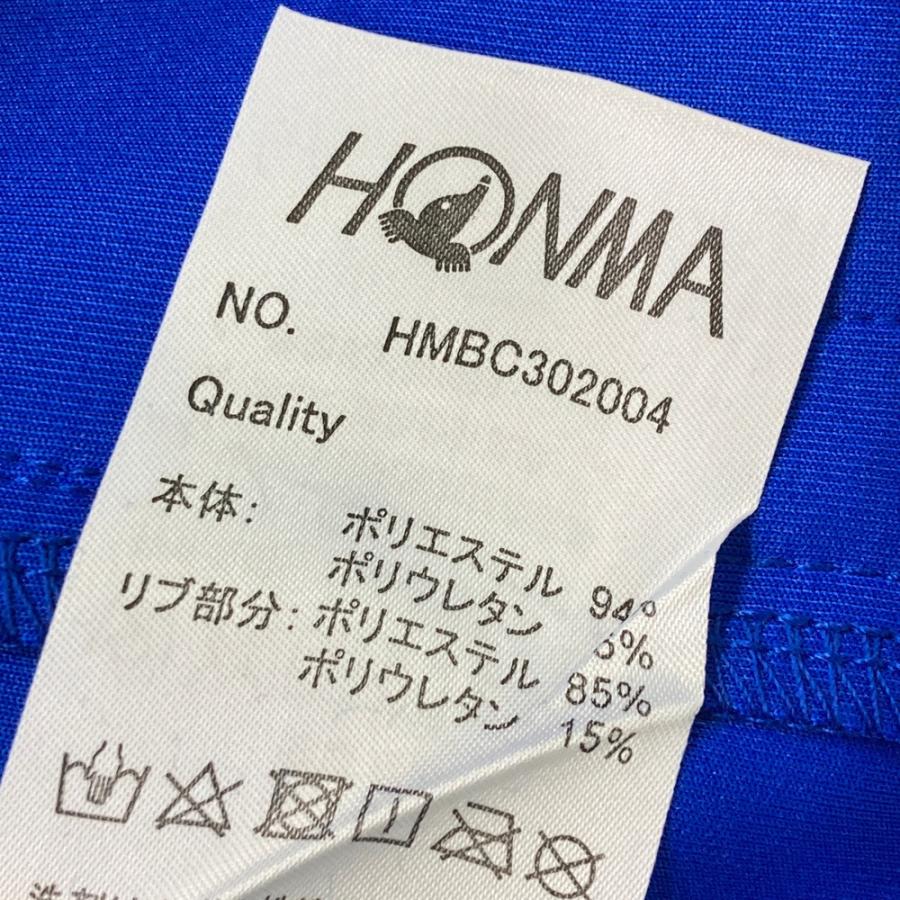 HONMA
NO. HMBC302004
Quality
本体: ポリエステル 94%
ポリウレタン 6%
リブ部分: ポリエステル 85%
ポリウレタン 15%